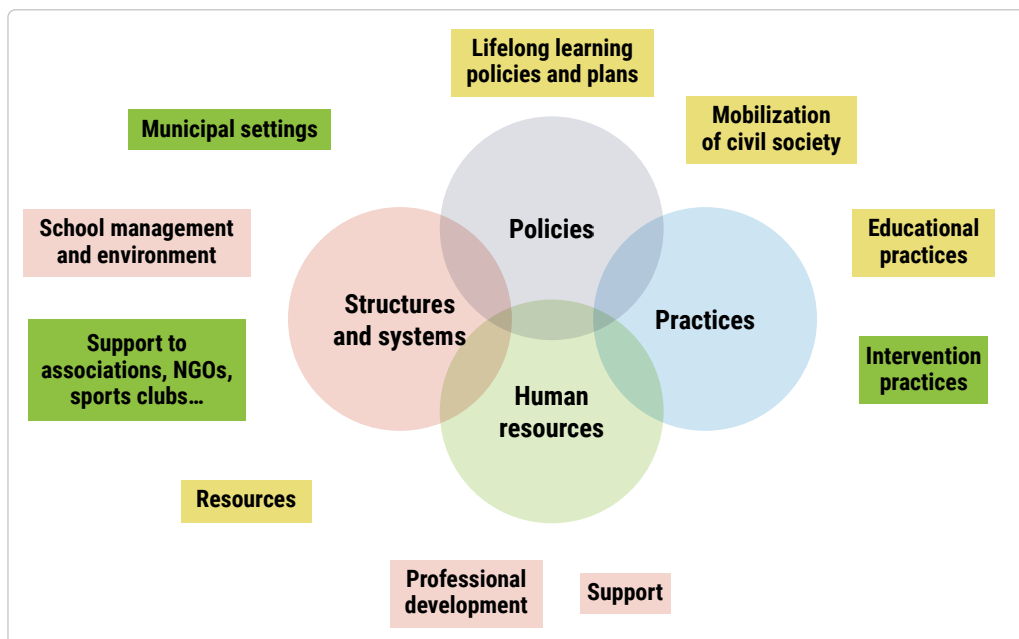 Lifelong learning
policies and plans
Municipal settings
Mobilization
of civil society
School management
and environment
Policies
Educational
practices
Structures
and systems
Practices
Support to
associations, NGOs,
sports clubs…
Intervention
practices
Human
resources
Resources
Professional
development
Support